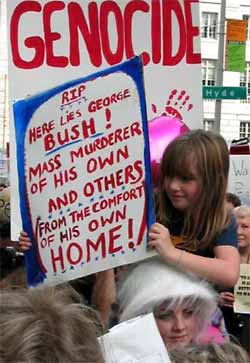 GENOCIDE
Hyde
RIP
HERE LIES GEORGE
BUSH!
MASS MURDERER
OF HIS OWN
AND OTHERS
(FROM THE COMFORT
OF HIS OWN
HOME!)